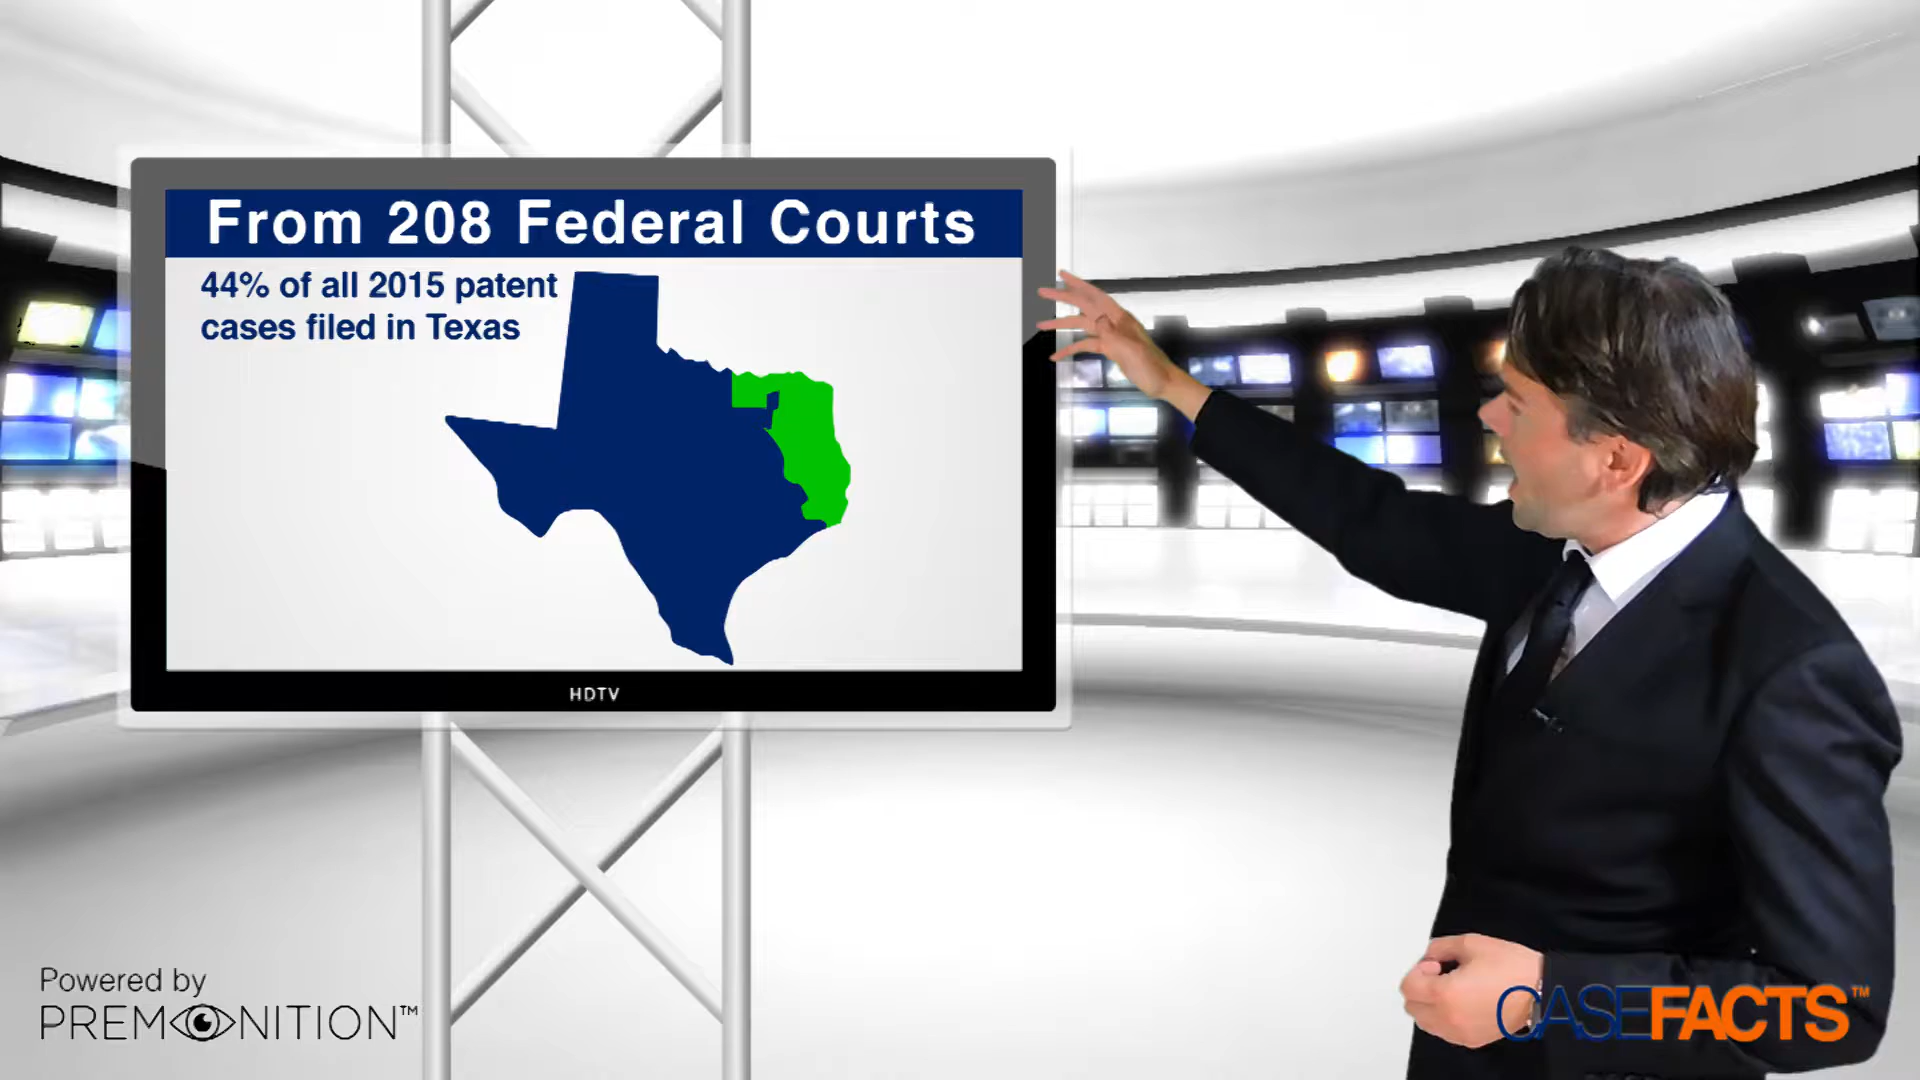 From 208 Federal Courts
44% of all 2015 patent
cases filed in Texas
HDTV
Powered by
PREMONITION™
CASEFACTS™